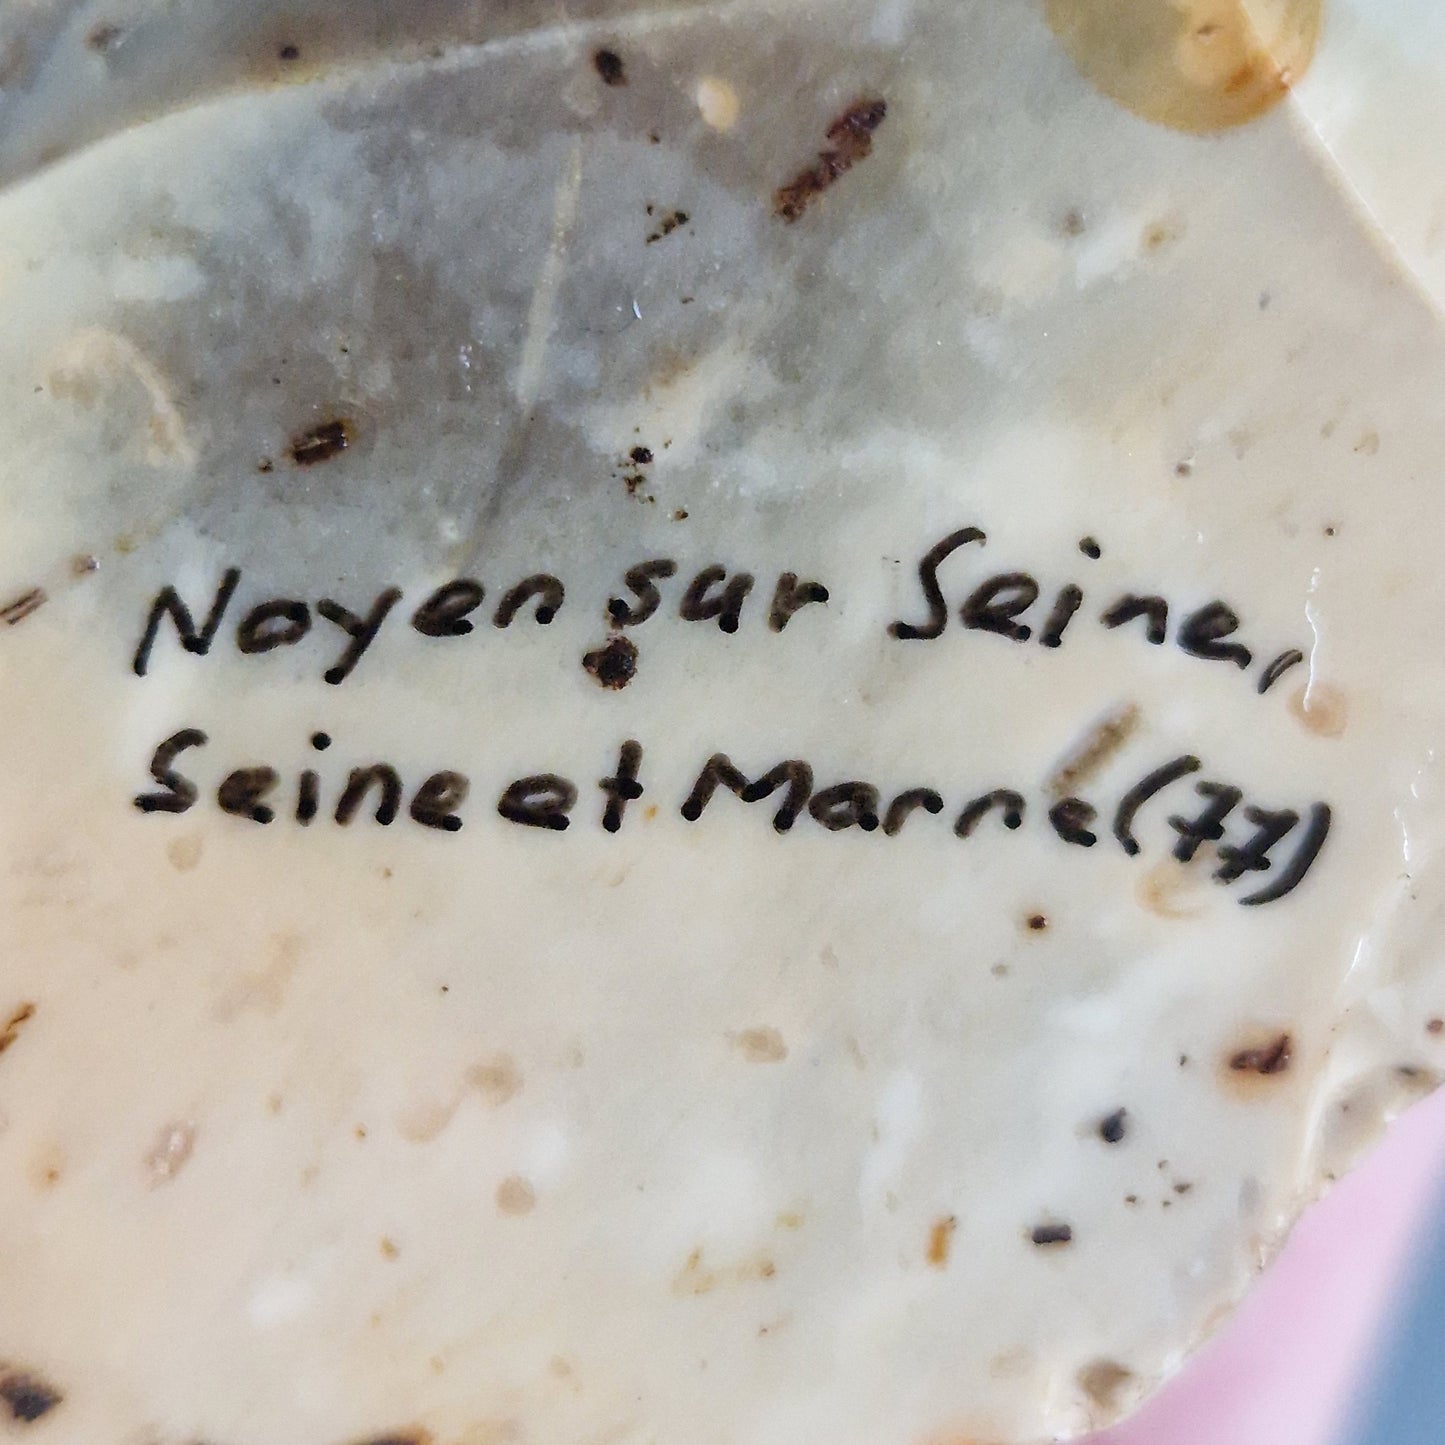 Noyen sur Seine,
Seine et Marne (77)